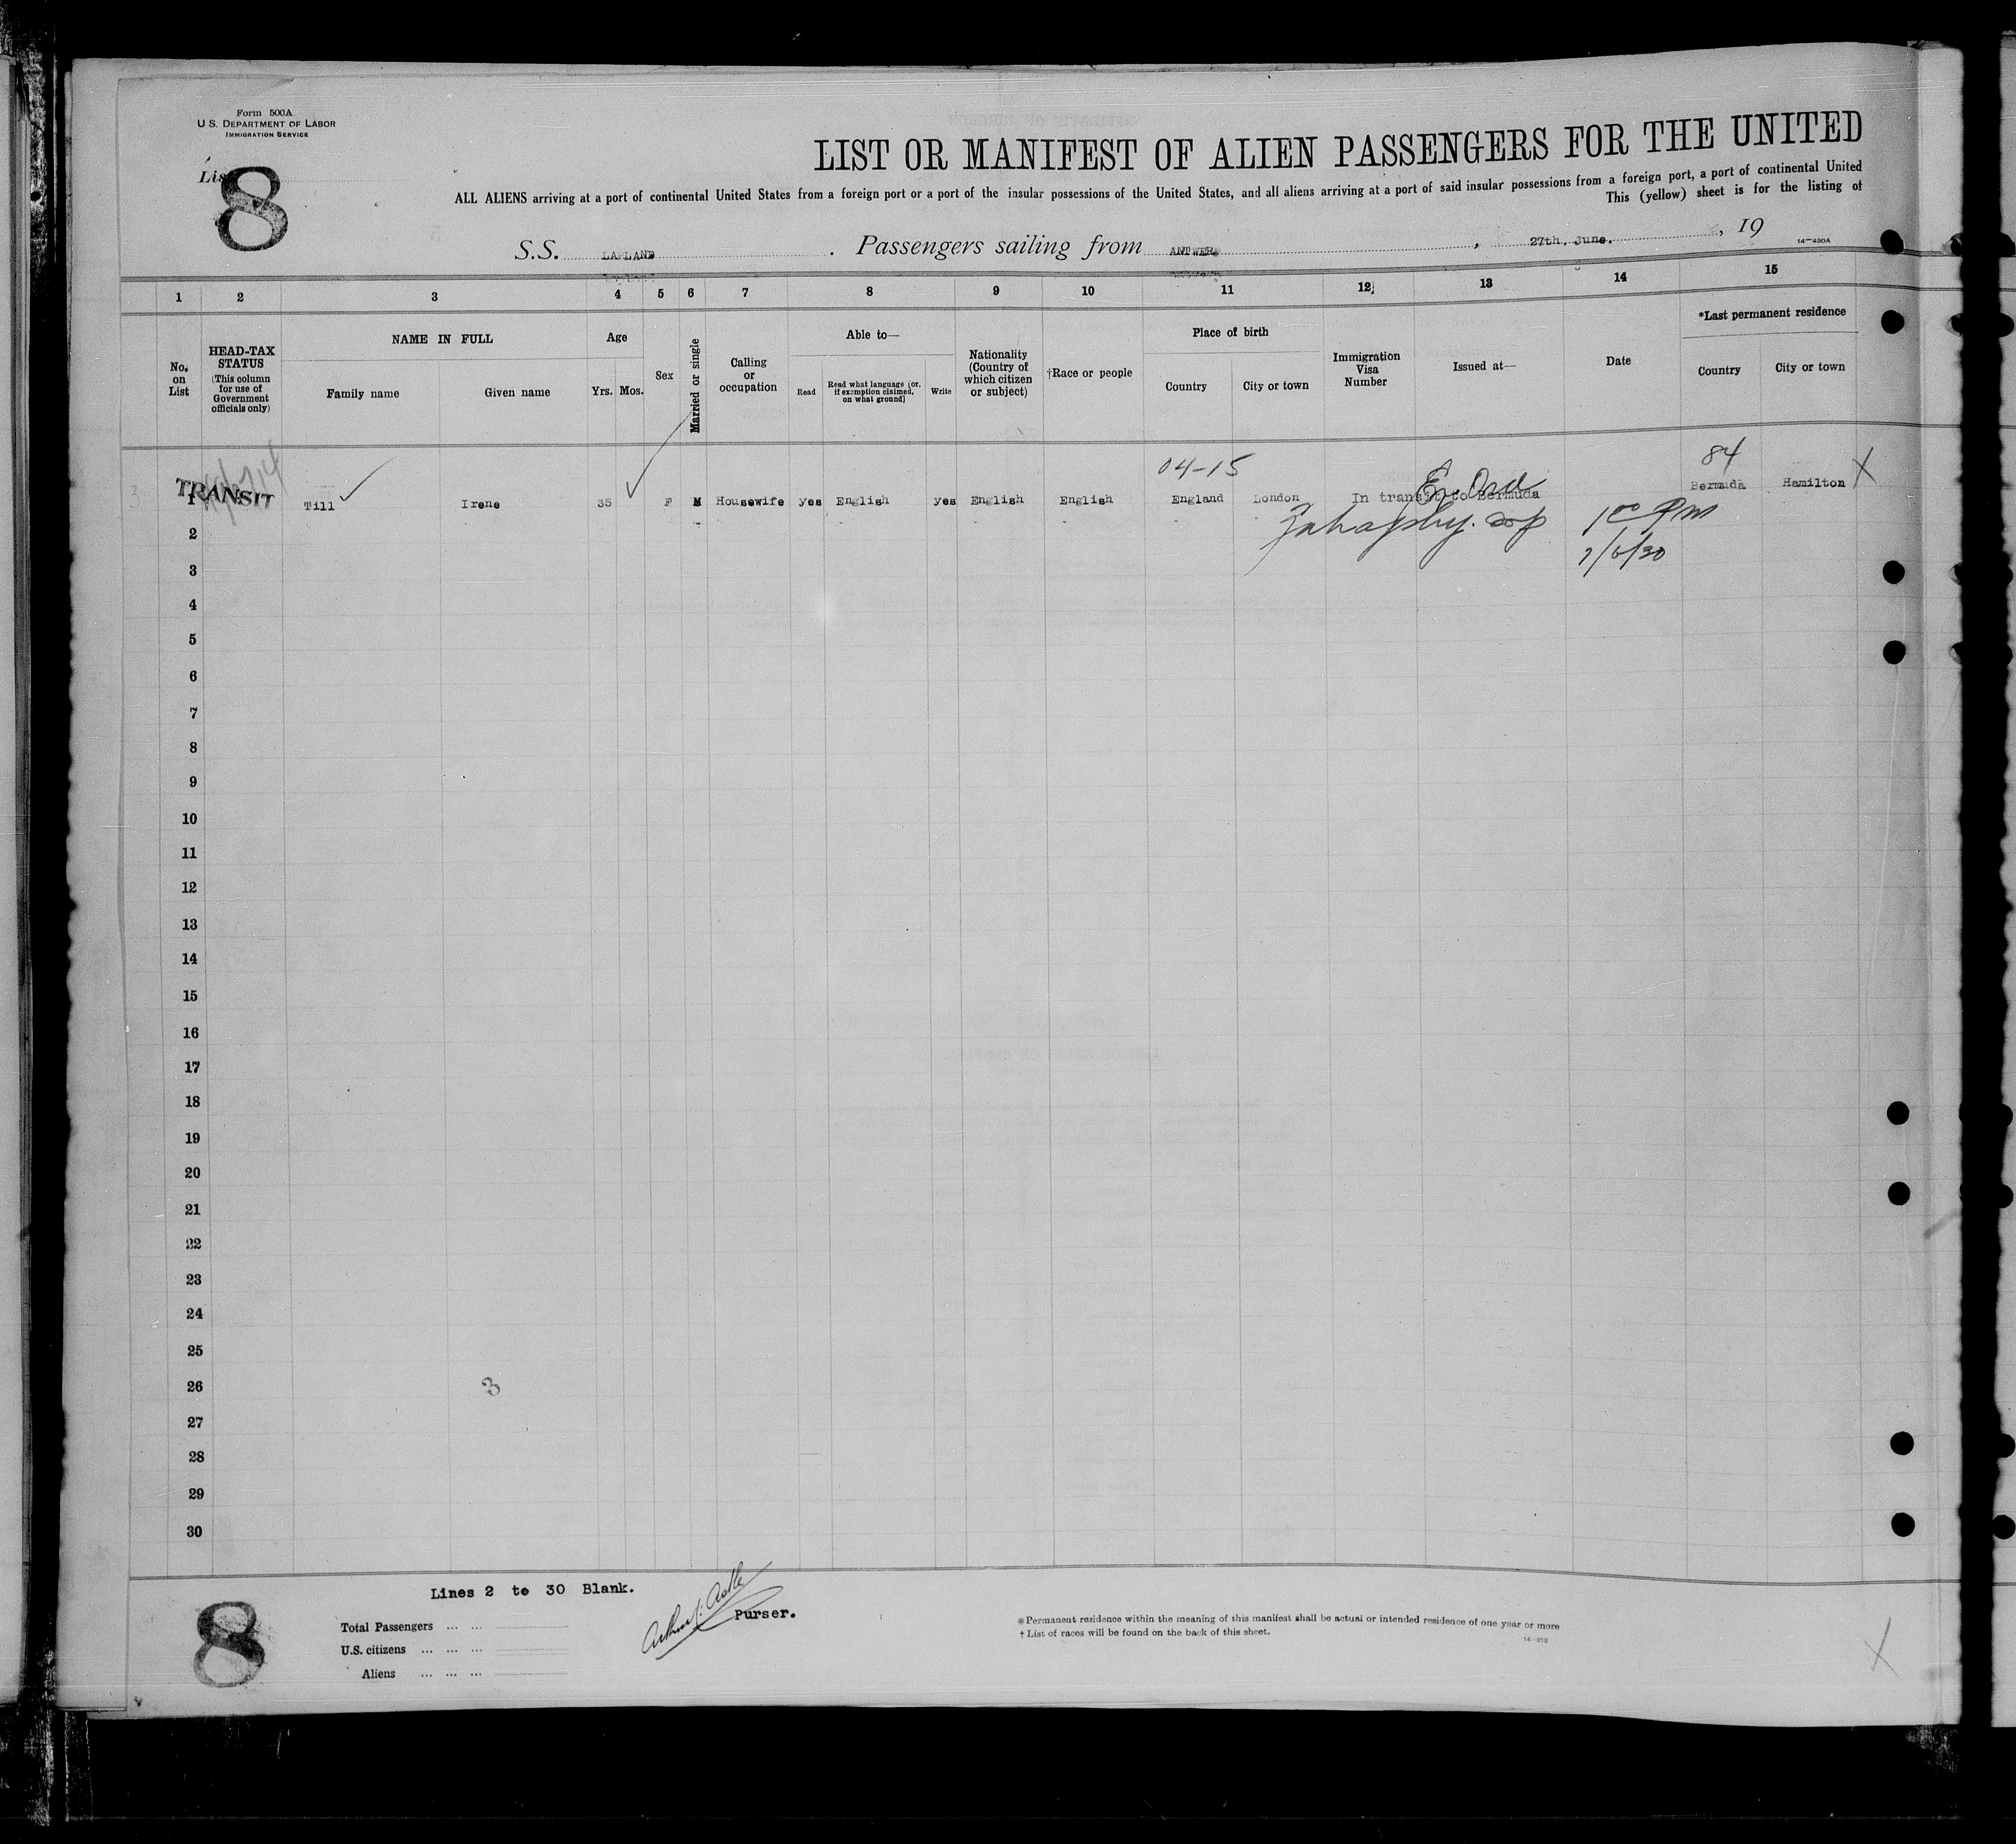 Form 500A
U. S. DEPARTMENT OF LABOR
IMMIGRATION SERVICE
LIST OR MANIFEST OF ALIEN PASSENGERS FOR THE UNITED
Lis
8
ALL ALIENS arriving at a port of continental United States from a foreign port or a port of the insular possessions of the United States, and all aliens arriving at a port of said insular possessions from a foreign port, a port of continental United
This (yellow) sheet is for the listing of
S.S. LAPLAND . Passengers sailing from ANTWERP , 27th, June. , 19
14—430A
1 2 3 4 5 6 7 8 9 10 11 12 13 14 15
No. on List
HEAD-TAX STATUS (This column for use of Government officials only)
NAME IN FULL
Family name Given name
Age
Yrs. Mos.
Sex
Married or single
Calling or occupation
Able to—
Read Read what language [or, if exemption claimed, on what ground] Write
Nationality (Country of which citizen or subject)
†Race or people
Place of birth
Country City or town
Immigration Visa Number
Issued at—
Date
*Last permanent residence
Country City or town
04-15 84
1 TRANSIT Till Irene 35 F M Housewife yes English yes English English England London In transit to Bermuda Bermuda Hamilton X
1 00 PM
7/6/30
2
3
4
5
6
7
8
9
10
11
12
13
14
15
16
17
18
19
20
21
22
23
24
25
26 3
27
28
29
30
Lines 2 to 30 Blank.
8
Purser.
Total Passengers ... ...
U.S. citizens ... ... ...
Aliens ... ... ...
* Permanent residence within the meaning of this manifest shall be actual or intended residence of one year or more
† List of races will be found on the back of this sheet.
14—213
X